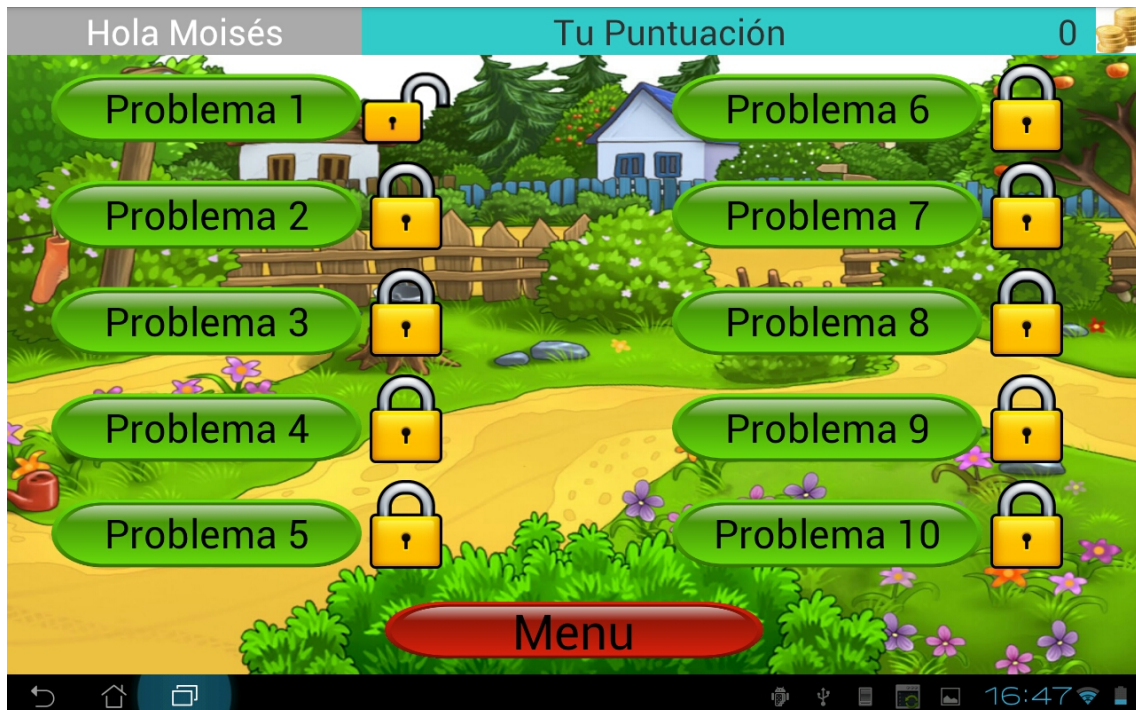 Hola Moisés
Tu Puntuación 0
Problema 1
Problema 2
Problema 3
Problema 4
Problema 5
Problema 6
Problema 7
Problema 8
Problema 9
Problema 10
Menu
16:47